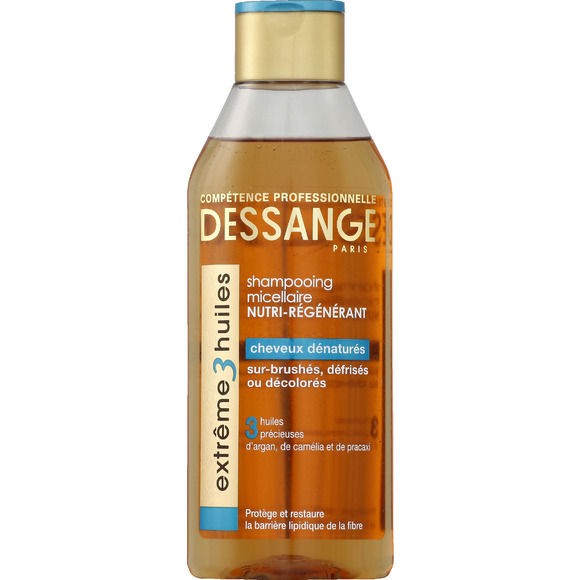 COMPÉTENCE PROFESSIONNELLE
DESSANGE
PARIS
extrême 3 huiles
shampooing
micellaire
NUTRI-RÉGÉNÉRANT
cheveux dénaturés
sur-brushés, défrisés
ou décolorés
3 huiles
précieuses
d'argan, de camélia et de pracaxi
Protège et restaure
la barrière lipidique de la fibre